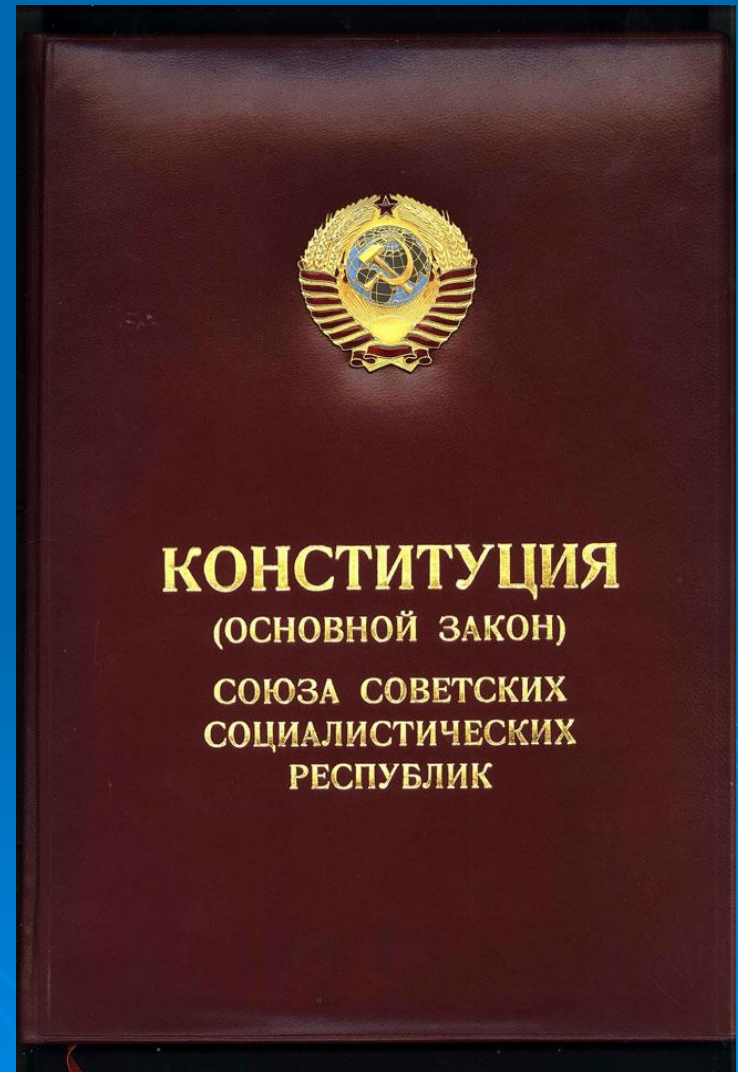 КОНСТИТУЦИЯ
(ОСНОВНОЙ ЗАКОН)
СОЮЗА СОВЕТСКИХ
СОЦИАЛИСТИЧЕСКИХ
РЕСПУБЛИК